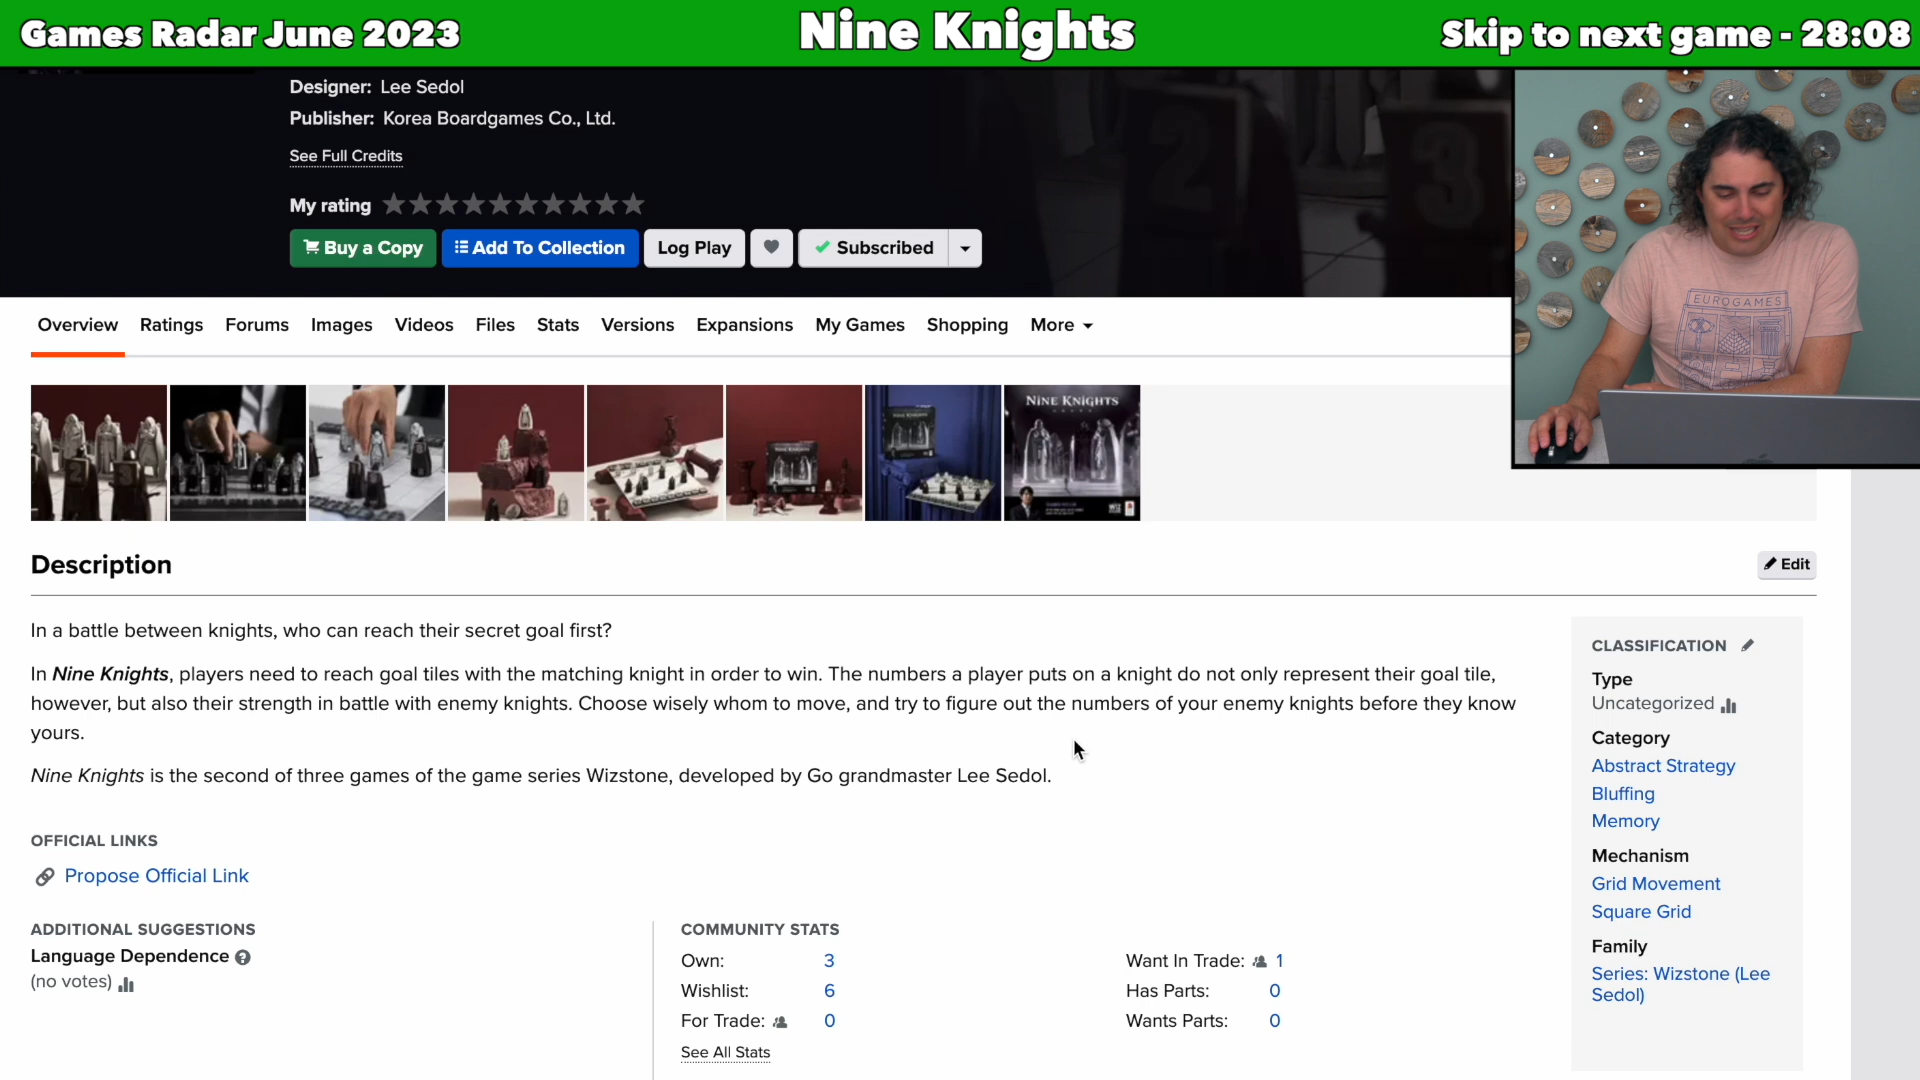 Games Radar June 2023
Nine Knights
Skip to next game - 28:08
Designer: Lee Sedol
Publisher: Korea Boardgames Co., Ltd.
See Full Credits
My rating
Buy a Copy
Add To Collection
Log Play
Subscribed
2
3
EUROGAMES
Overview
Ratings
Forums
Images
Videos
Files
Stats
Versions
Expansions
My Games
Shopping
More
NINE KNIGHTS
Description
Edit
In a battle between knights, who can reach their secret goal first?
In Nine Knights, players need to reach goal tiles with the matching knight in order to win. The numbers a player puts on a knight do not only represent their goal tile,
however, but also their strength in battle with enemy knights. Choose wisely whom to move, and try to figure out the numbers of your enemy knights before they know
yours.
Nine Knights is the second of three games of the game series Wizstone, developed by Go grandmaster Lee Sedol.
OFFICIAL LINKS
Propose Official Link
ADDITIONAL SUGGESTIONS
Language Dependence
(no votes)
COMMUNITY STATS
Own: 3
Wishlist: 6
For Trade: 0
See All Stats
Want In Trade: 1
Has Parts: 0
Wants Parts: 0
CLASSIFICATION
Type
Uncategorized
Category
Abstract Strategy
Bluffing
Memory
Mechanism
Grid Movement
Square Grid
Family
Series: Wizstone (Lee
Sedol)